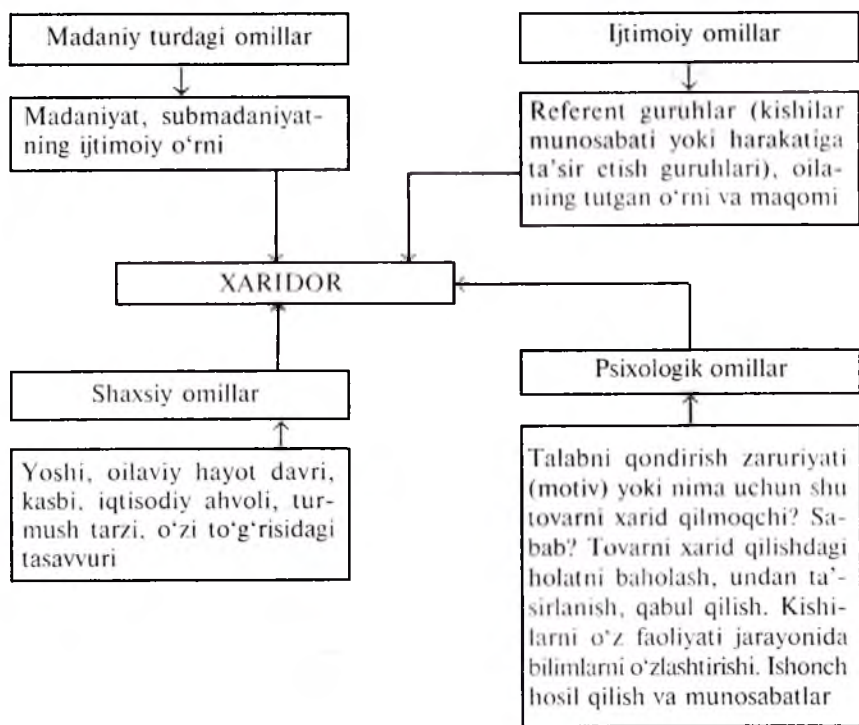 Madaniy turdagi omillar
Madaniyat, submadaniyat-
ning ijtimoiy o‘rni
Ijtimoiy omillar
Referent guruhlar (kishilar
munosabati yoki harakatiga
ta'sir etish guruhlari), oila-
ning tutgan o‘rni va maqomi
XARIDOR
Shaxsiy omillar
Yoshi, oilaviy hayot davri,
kasbi, iqtisodiy ahvoli, tur-
mush tarzi, o‘zi to‘g‘risidagi
tasavvuri
Psixologik omillar
Talabni qondirish zaruriyati
(motiv) yoki nima uchun shu
tovarni xarid qilmoqchi? Sa-
bab? Tovarni xarid qilishdagi
holatni baholash, undan ta'-
sirlanish, qabul qilish. Kishi-
larni o‘z faoliyati jarayonida
bilimlarni o‘zlashtirishi. Ishonch
hosil qilish va munosabatlar